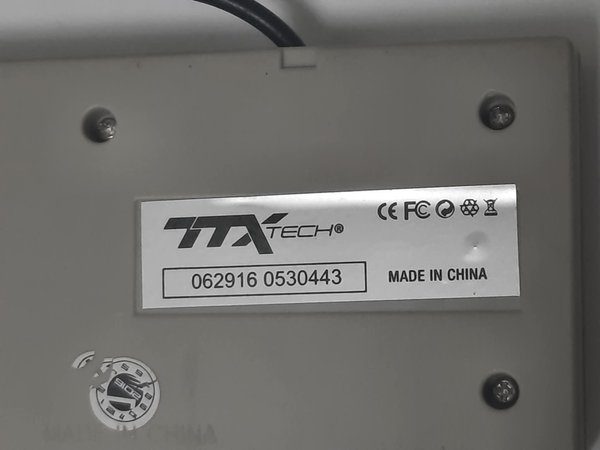 TTX TECH®
CE FC
062916 0530443
MADE IN CHINA